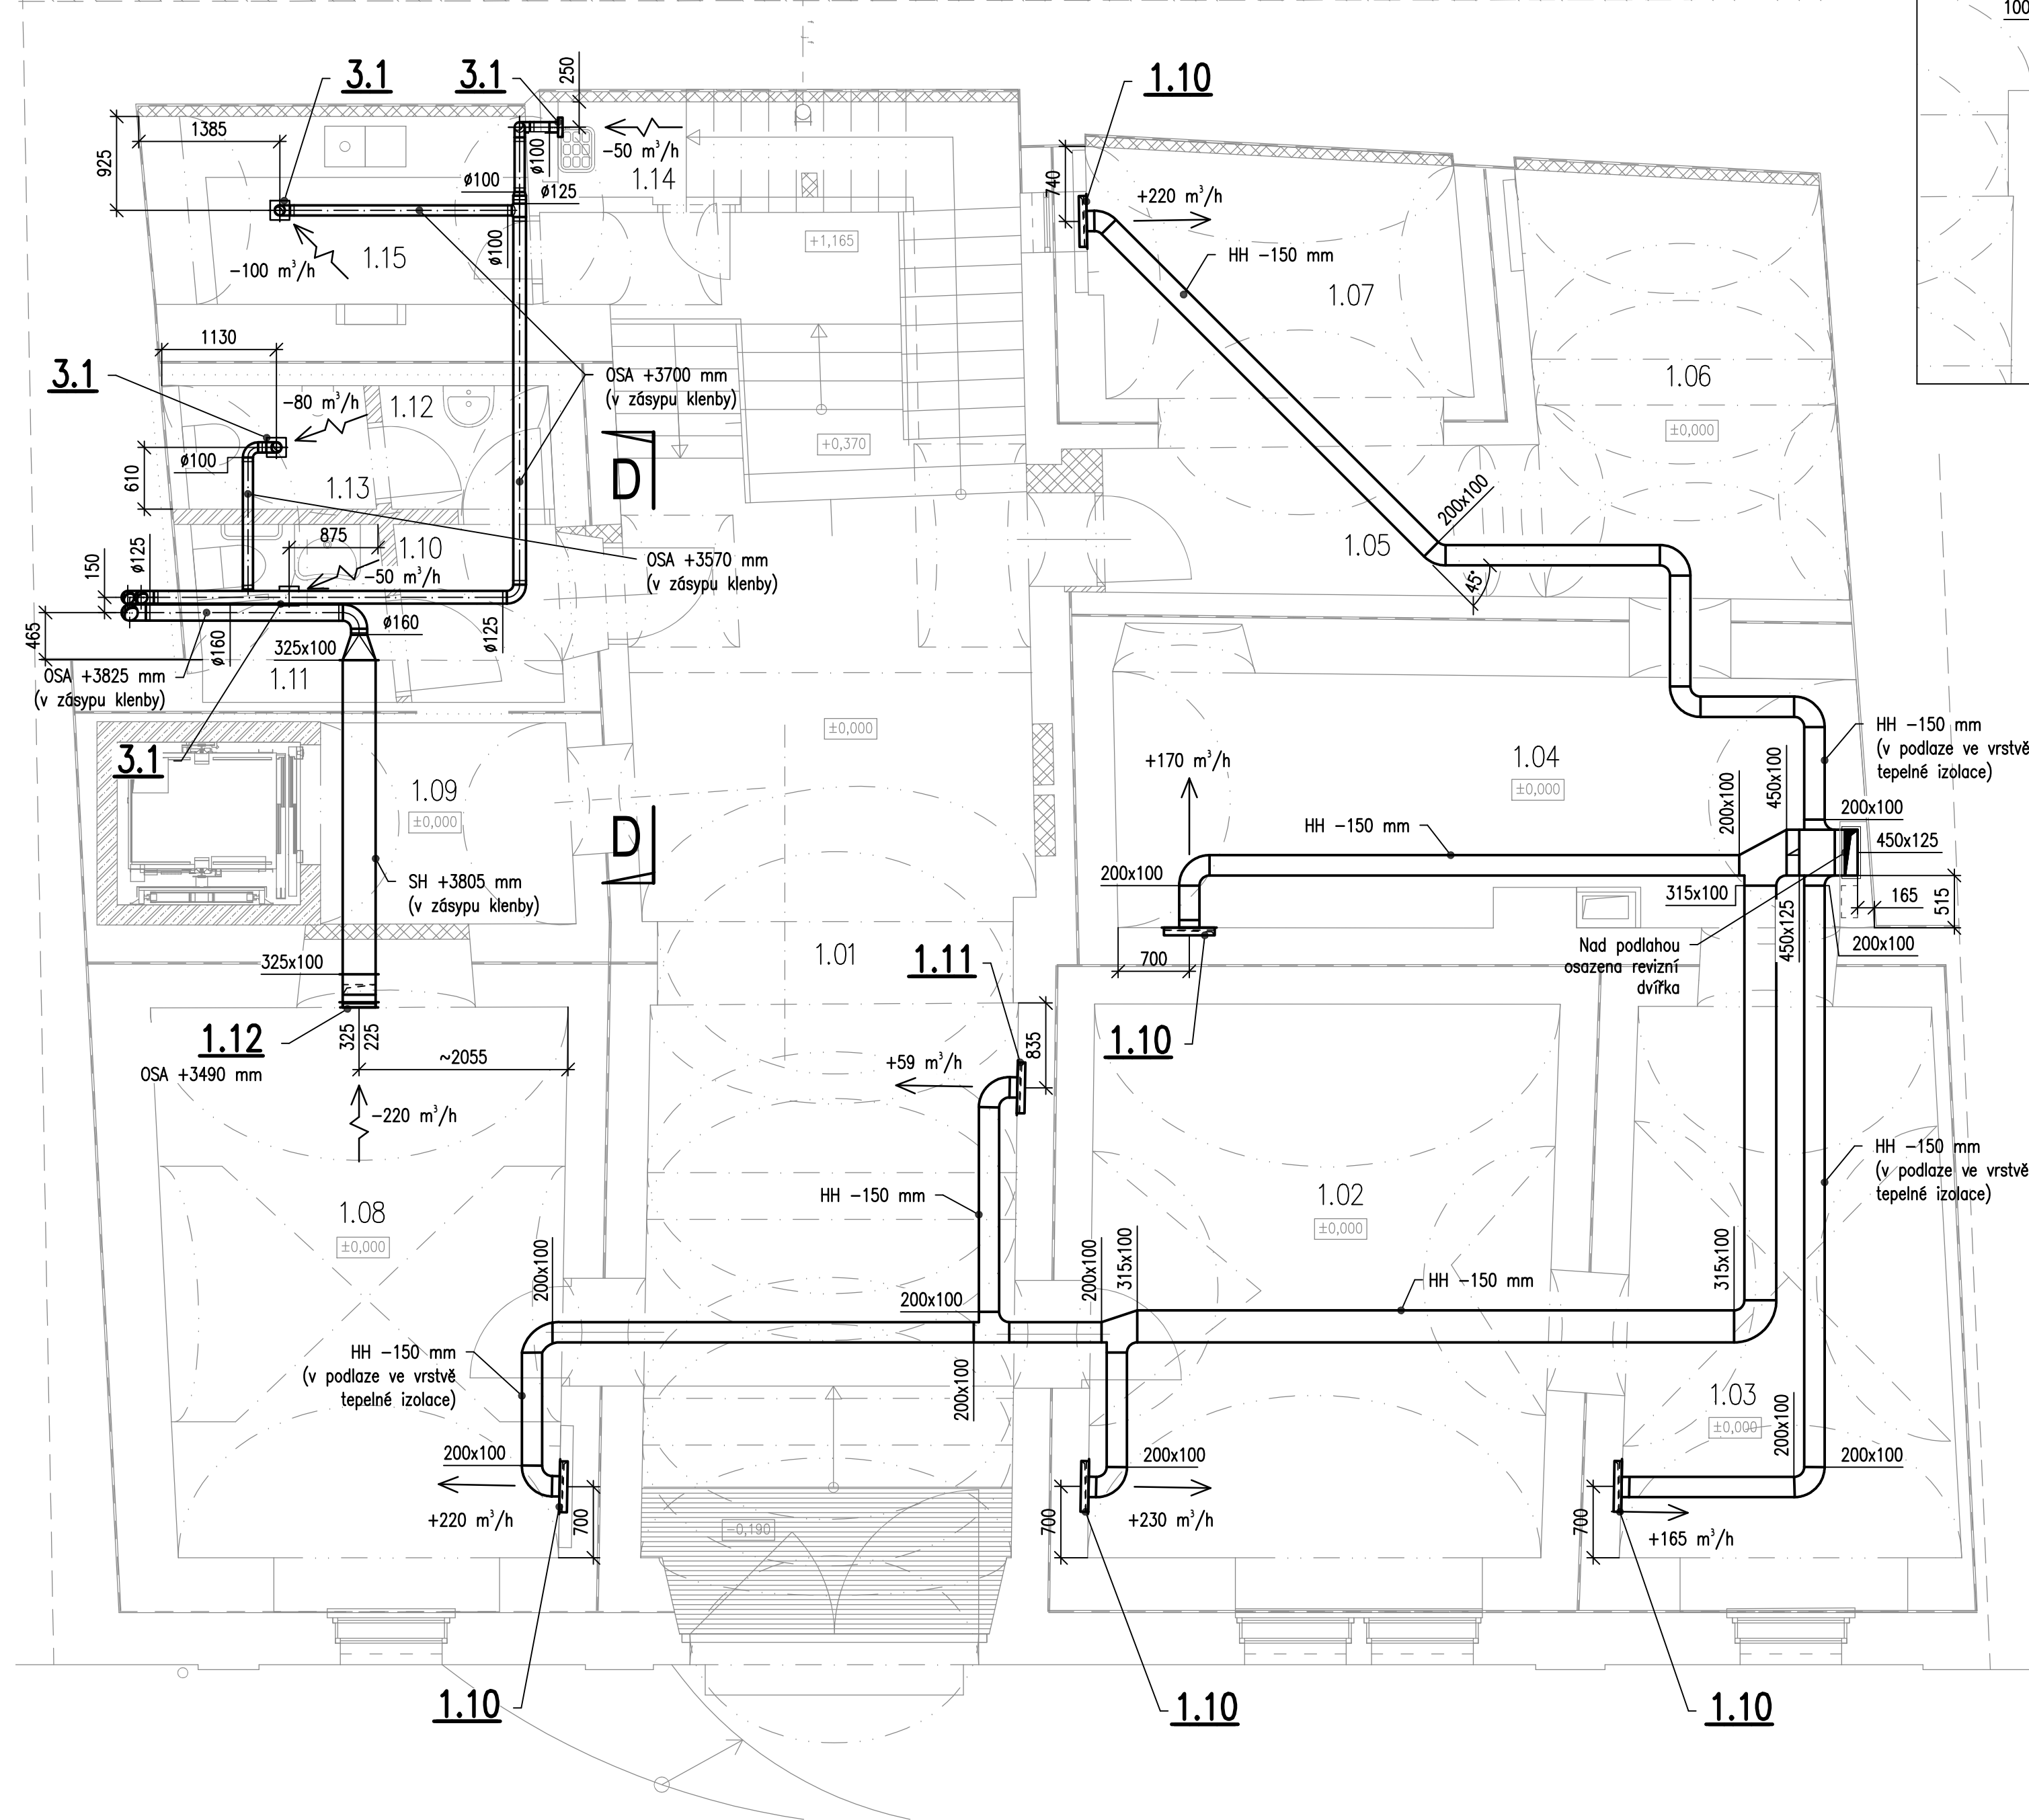 100
3.1
3.1
250
1.10
1385
925
ø100
-50 m³/h
1.14
ø100
ø125
740
+220 m³/h
1.15
ø100
-100 m³/h
+1,165
HH -150 mm
1.07
1130
3.1
-80 m³/h
1.12
OSA +3700 mm
(v zásypu klenby)
1.06
±0,000
+0,370
D
ø100
610
1.13
200x100
875
1.10
1.05
150
ø125
OSA +3570 mm
(v zásypu klenby)
-50 m³/h
45°
465
ø160
ø160
ø125
325x100
OSA +3825 mm
(v zásypu klenby)
1.11
±0,000
HH -150 mm
(v podlaze ve vrstvě
tepelné izolace)
3.1
+170 m³/h
1.04
±0,000
1.09
±0,000
200x100
450x100
200x100
D
HH -150 mm
450x125
SH +3805 mm
(v zásypu klenby)
200x100
315x100
165
515
450x125
200x100
Nad podlahou
osazena revizní
dvířka
1.01
1.11
700
325x100
1.12
325
225
OSA +3490 mm
~2055
835
1.10
+59 m³/h
-220 m³/h
HH -150 mm
(v podlaze ve vrstvě
tepelné izolace)
HH -150 mm
1.08
±0,000
1.02
±0,000
200x100
200x100
200x100
315x100
HH -150 mm
315x100
HH -150 mm
(v podlaze ve vrstvě
tepelné izolace)
200x100
1.03
±0,000
200x100
200x100
200x100
200x100
+220 m³/h
700
-0,190
700
+230 m³/h
700
+165 m³/h
1.10
1.10
1.10